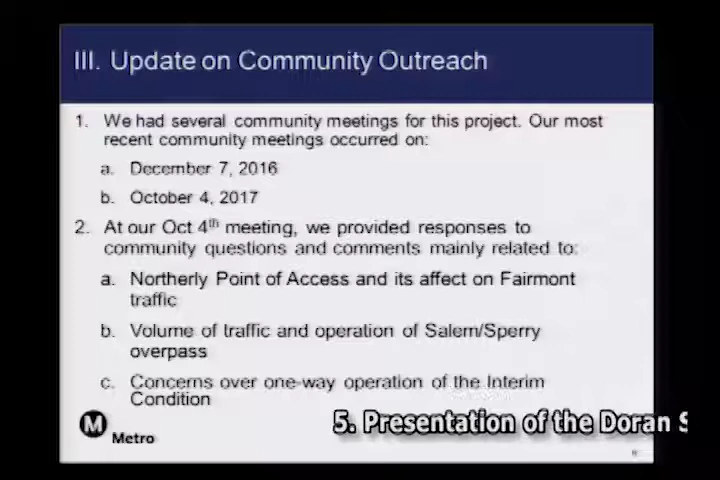 III. Update on Community Outreach
1. We had several community meetings for this project. Our most
recent community meetings occurred on:
a. December 7, 2016
b. October 4, 2017
2. At our Oct 4th meeting, we provided responses to
community questions and comments mainly related to:
a. Northerly Point of Access and its affect on Fairmont
traffic
b. Volume of traffic and operation of Salem/Sperry
overpass
c. Concerns over one-way operation of the Interim
Condition
5. Presentation of the Doran S
M Metro